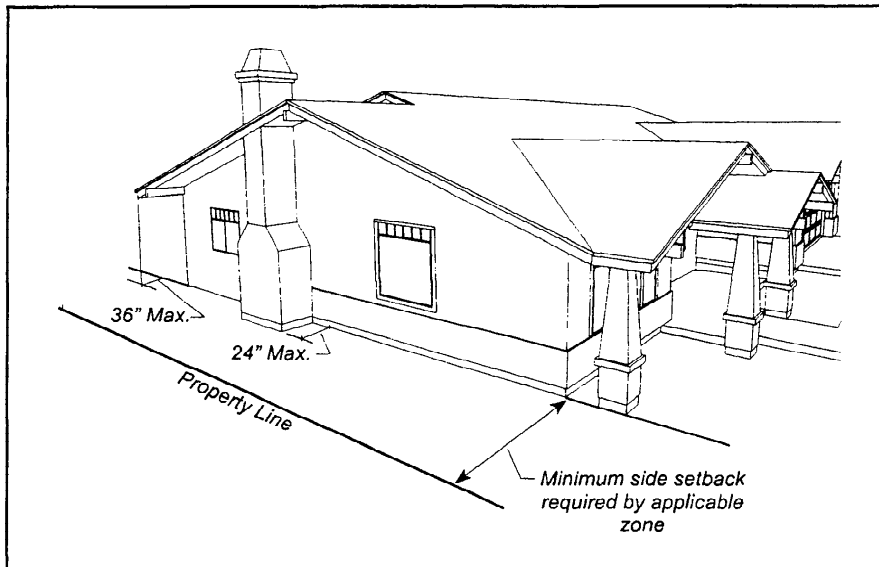 36" Max.
24" Max.
Property Line
Minimum side setback
required by applicable
zone